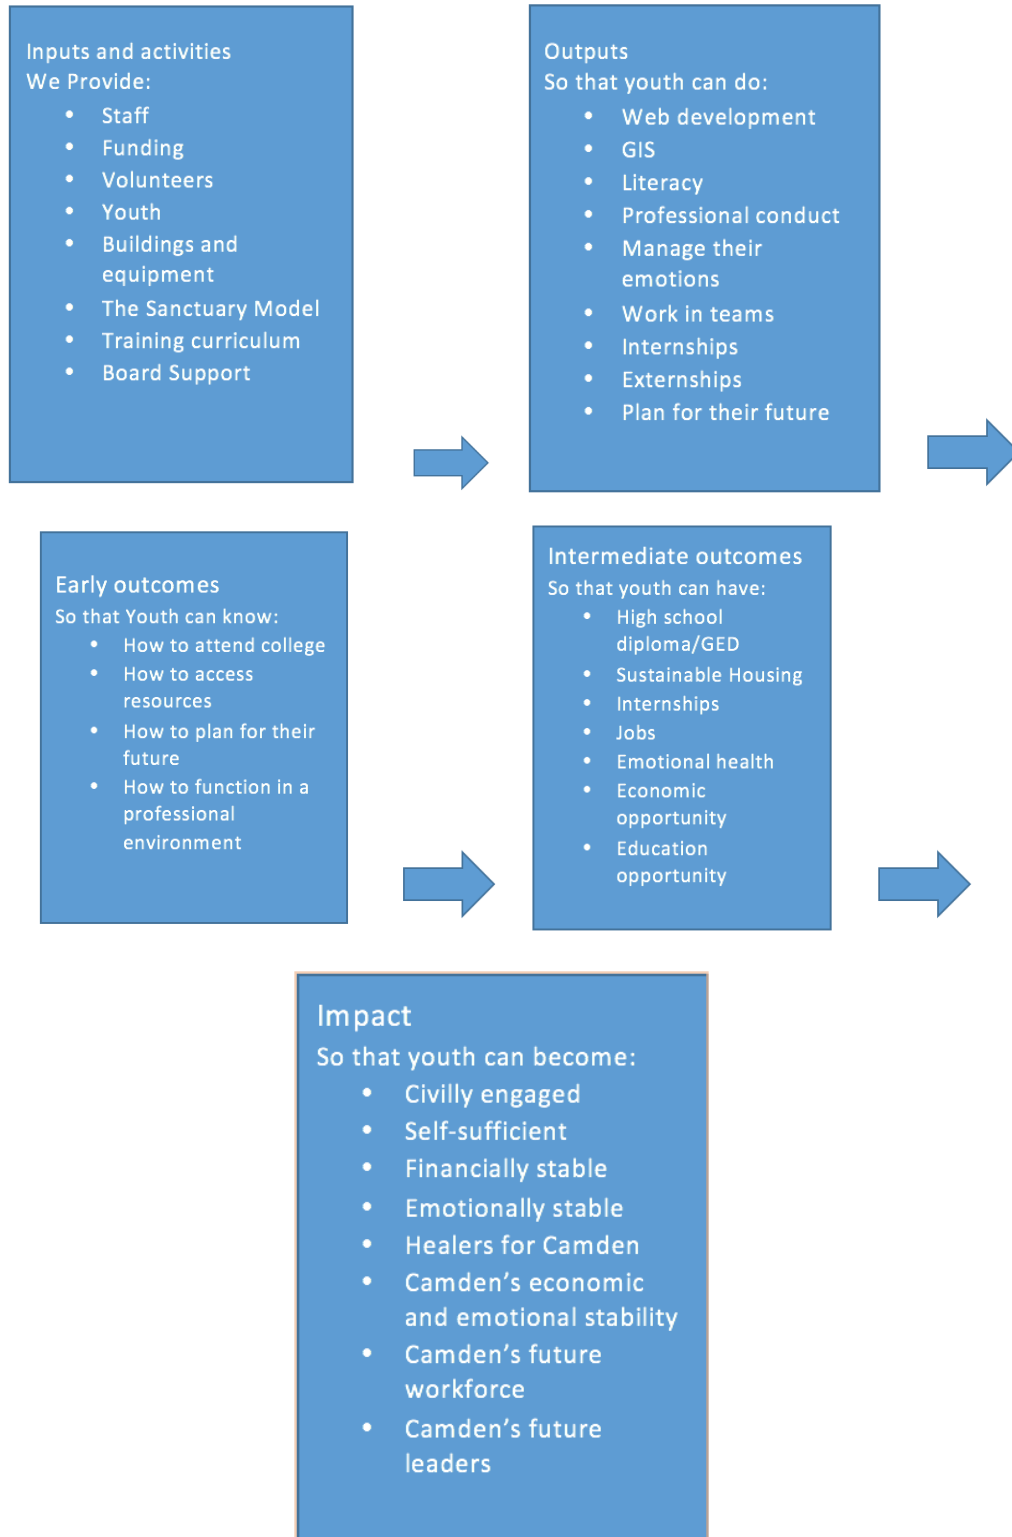 Inputs and activities
We Provide:
• Staff
• Funding
• Volunteers
• Youth
• Buildings and
equipment
• The Sanctuary Model
• Training curriculum
• Board Support
Outputs
So that youth can do:
• Web development
• GIS
• Literacy
• Professional conduct
• Manage their
emotions
• Work in teams
• Internships
• Externships
• Plan for their future
Early outcomes
So that Youth can know:
• How to attend college
• How to access
resources
• How to plan for their
future
• How to function in a
professional
environment
Intermediate outcomes
So that youth can have:
• High school
diploma/GED
• Sustainable Housing
• Internships
• Jobs
• Emotional health
• Economic
opportunity
• Education
opportunity
Impact
So that youth can become:
• Civilly engaged
• Self-sufficient
• Financially stable
• Emotionally stable
• Healers for Camden
• Camden’s economic
and emotional stability
• Camden’s future
workforce
• Camden’s future
leaders